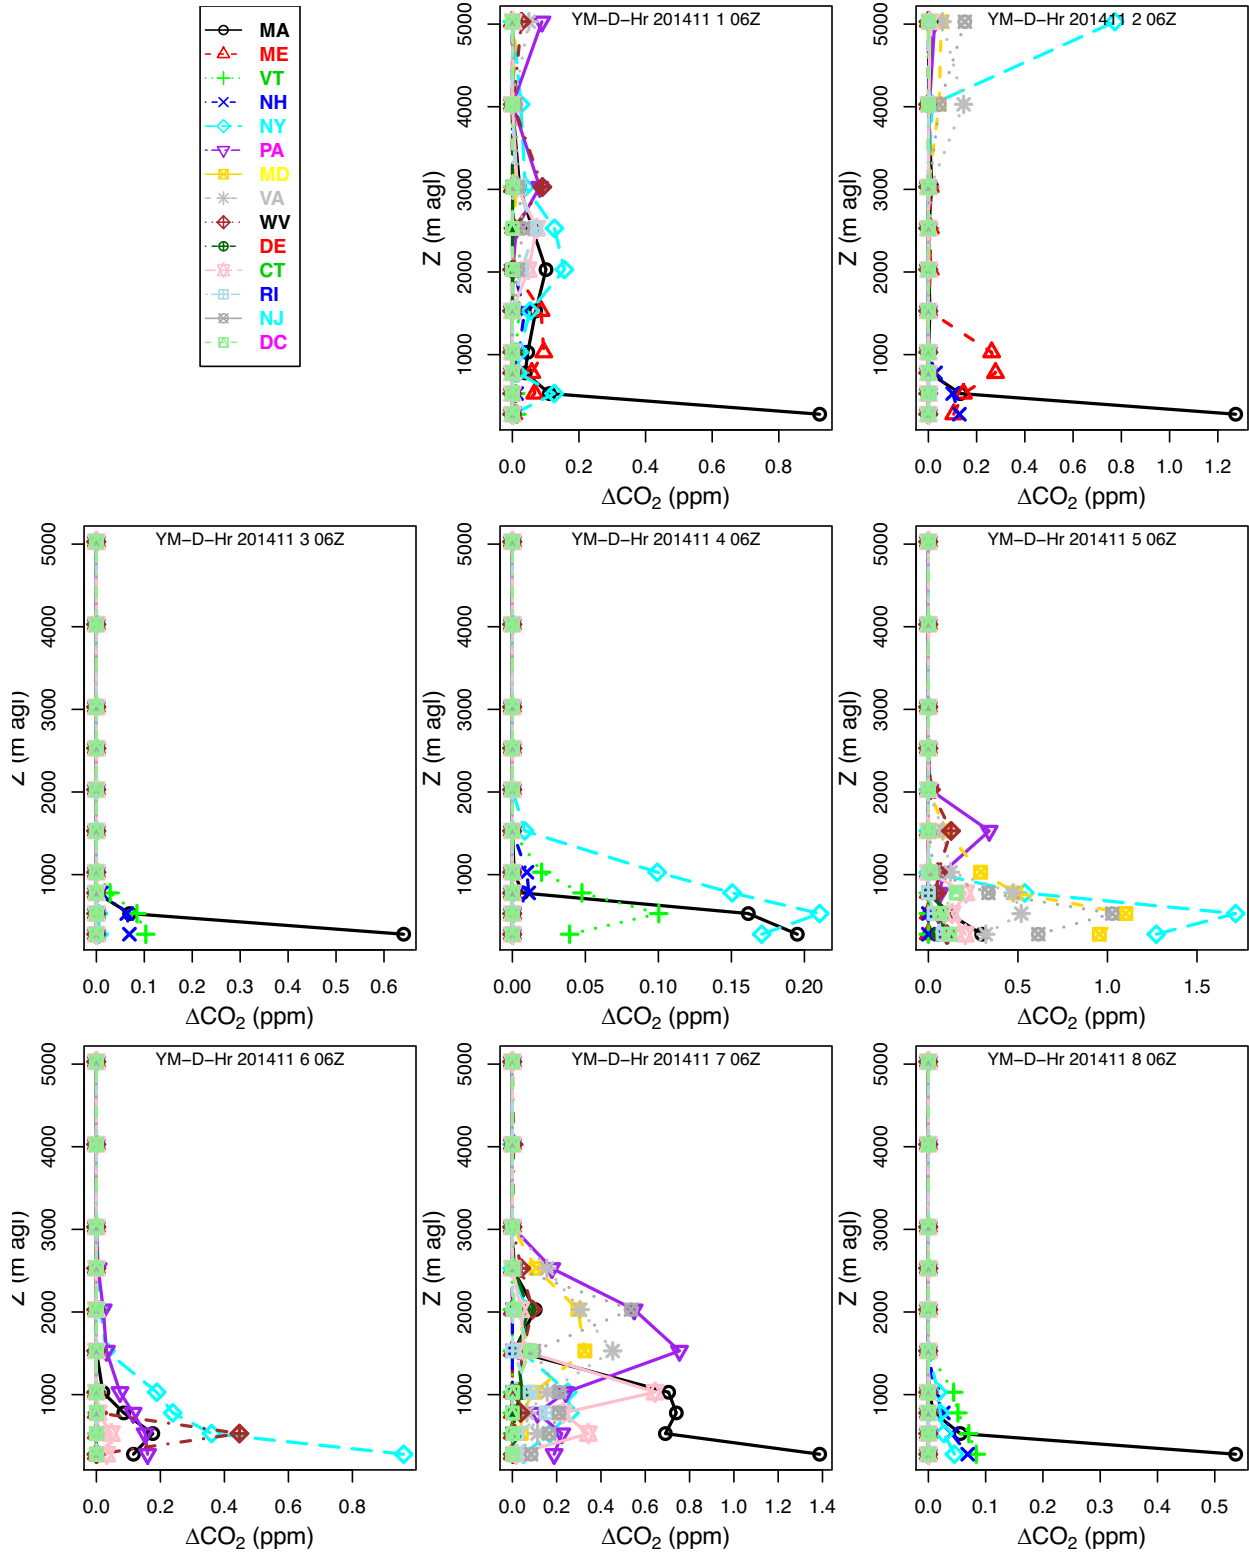 MA
ME
VT
NH
NY
PA
MD
VA
WV
DE
CT
RI
NJ
DC
YM−D−Hr 201411 1 06Z
Z (m agl)
1000 2000 3000 4000 5000
0.0 0.2 0.4 0.6 0.8
ΔCO2 (ppm)
YM−D−Hr 201411 2 06Z
Z (m agl)
1000 2000 3000 4000 5000
0.0 0.2 0.4 0.6 0.8 1.0 1.2
ΔCO2 (ppm)
YM−D−Hr 201411 3 06Z
Z (m agl)
1000 2000 3000 4000 5000
0.0 0.1 0.2 0.3 0.4 0.5 0.6
ΔCO2 (ppm)
YM−D−Hr 201411 4 06Z
Z (m agl)
1000 2000 3000 4000 5000
0.00 0.05 0.10 0.15 0.20
ΔCO2 (ppm)
YM−D−Hr 201411 5 06Z
Z (m agl)
1000 2000 3000 4000 5000
0.0 0.5 1.0 1.5
ΔCO2 (ppm)
YM−D−Hr 201411 6 06Z
Z (m agl)
1000 2000 3000 4000 5000
0.0 0.2 0.4 0.6 0.8
ΔCO2 (ppm)
YM−D−Hr 201411 7 06Z
Z (m agl)
1000 2000 3000 4000 5000
0.0 0.2 0.4 0.6 0.8 1.0 1.2 1.4
ΔCO2 (ppm)
YM−D−Hr 201411 8 06Z
Z (m agl)
1000 2000 3000 4000 5000
0.0 0.1 0.2 0.3 0.4 0.5
ΔCO2 (ppm)